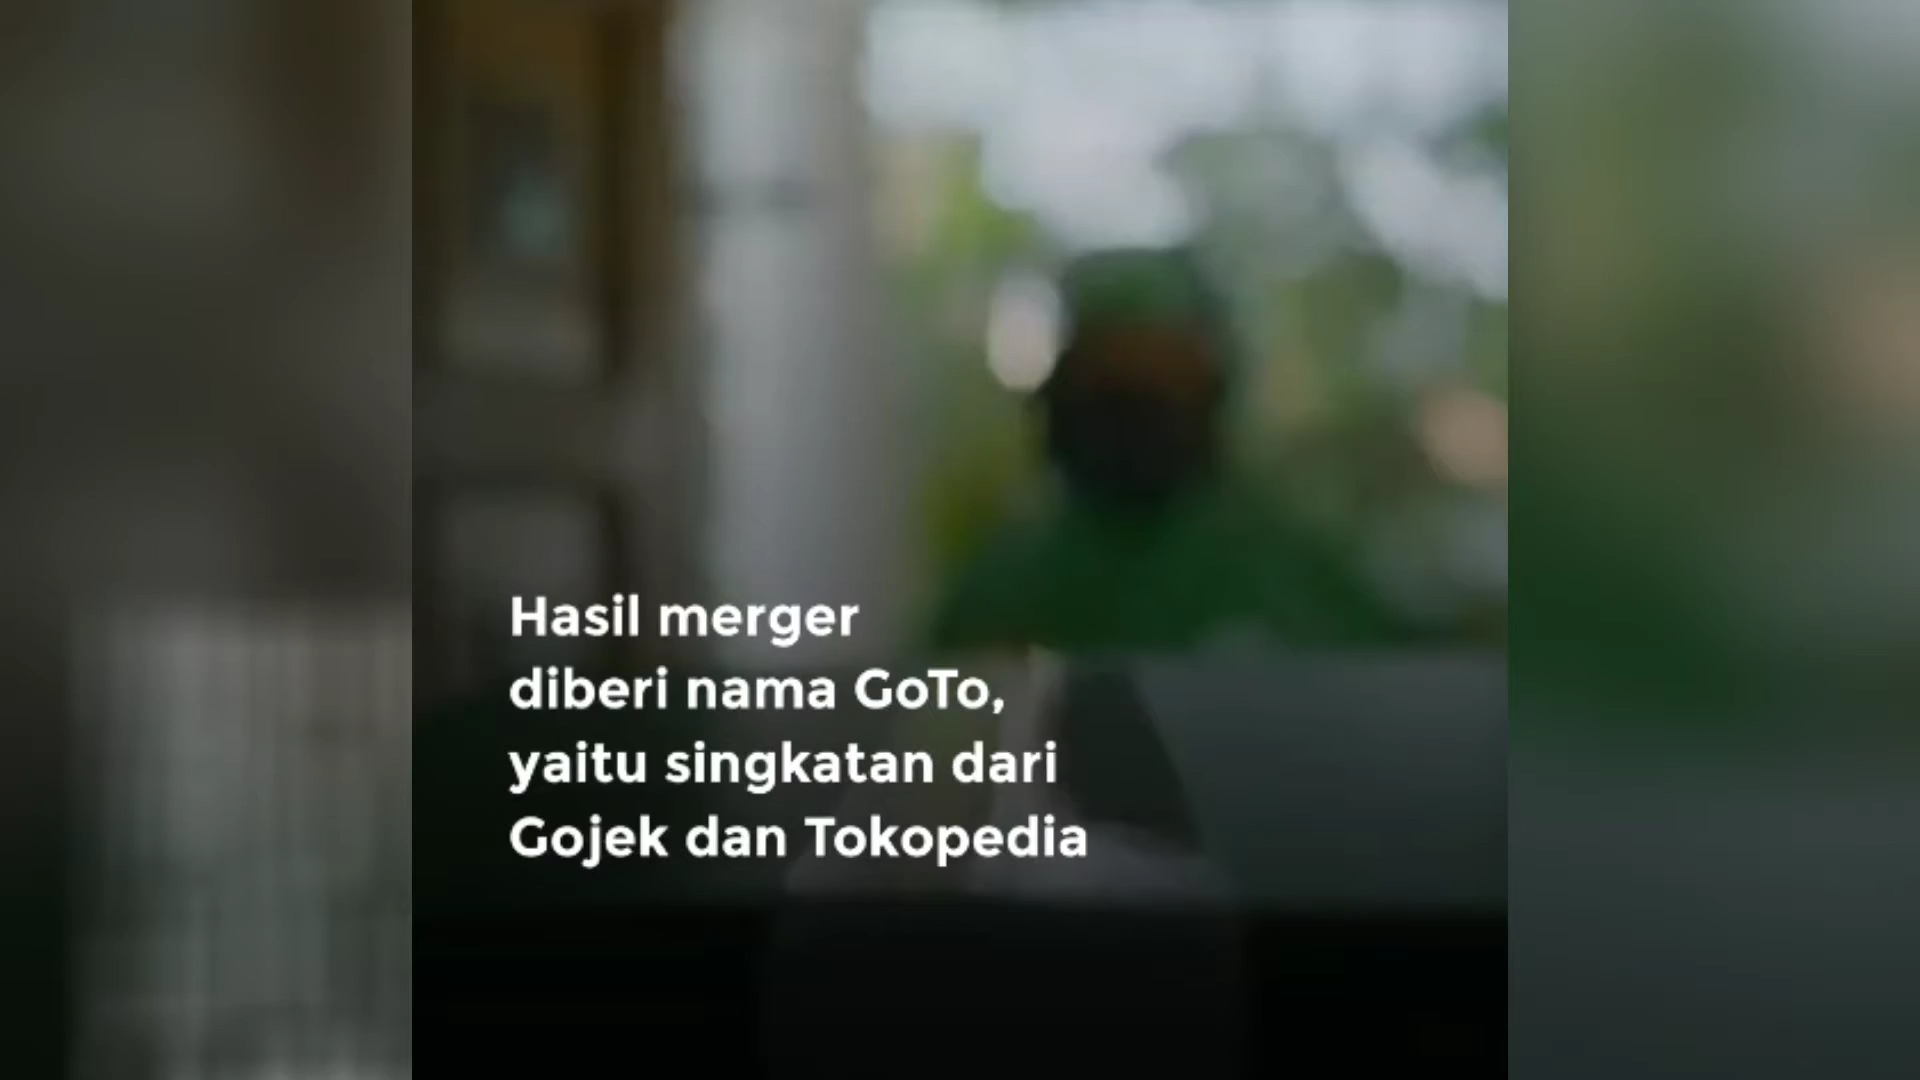 Hasil merger
diberi nama GoTo,
yaitu singkatan dari
Gojek dan Tokopedia